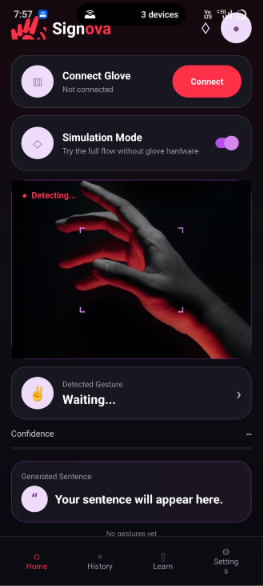 7:57
3 devices
Signova
Connect Glove
Not connected
Connect
Simulation Mode
Try the full flow without glove hardware
Detecting...
Detected Gesture
Waiting...
Confidence
–
Generated Sentence
Your sentence will appear here.
No gestures yet
Home
History
Learn
Setting
s